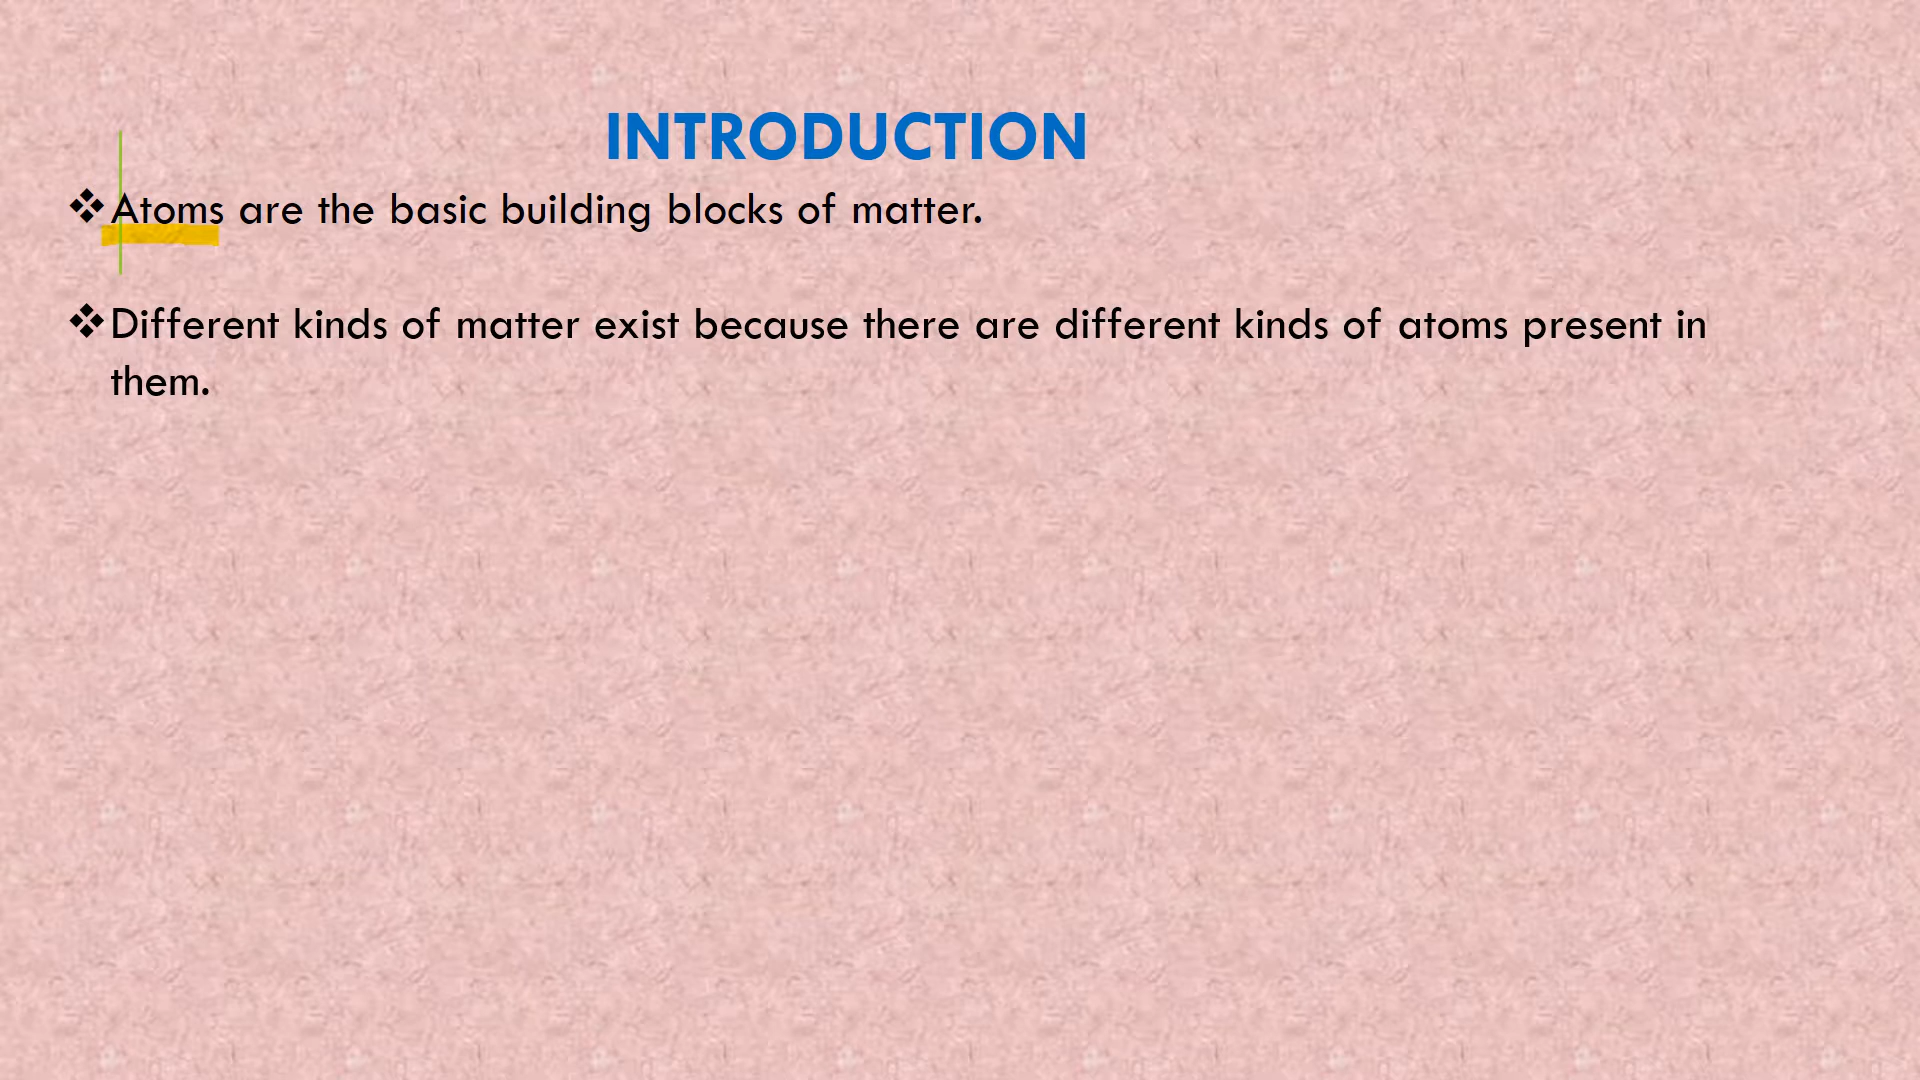 INTRODUCTION
❖Atoms are the basic building blocks of matter.
❖Different kinds of matter exist because there are different kinds of atoms present in
them.